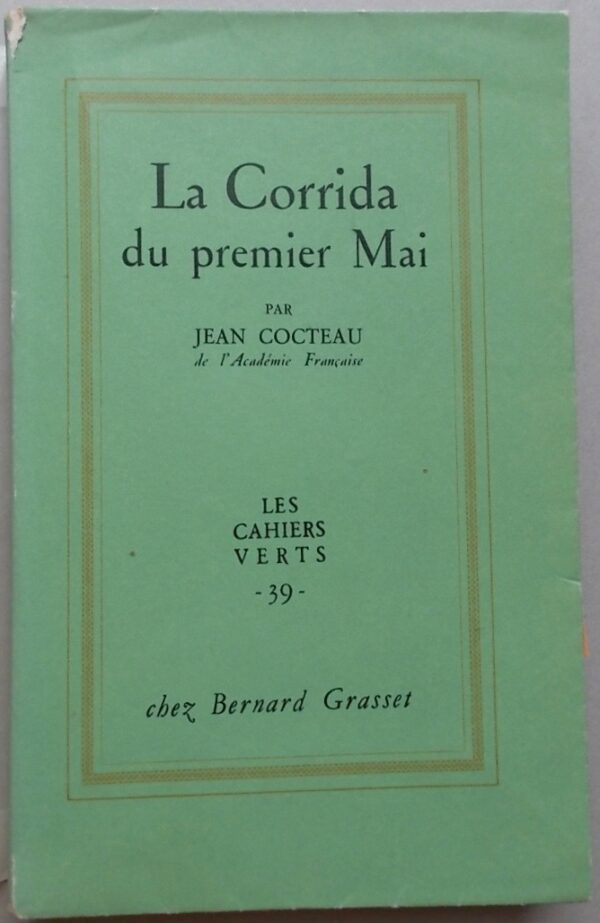 La Corrida
du premier Mai
PAR
JEAN COCTEAU
de l'Académie Française
LES
CAHIERS
VERTS
- 39 -
chez Bernard Grasset